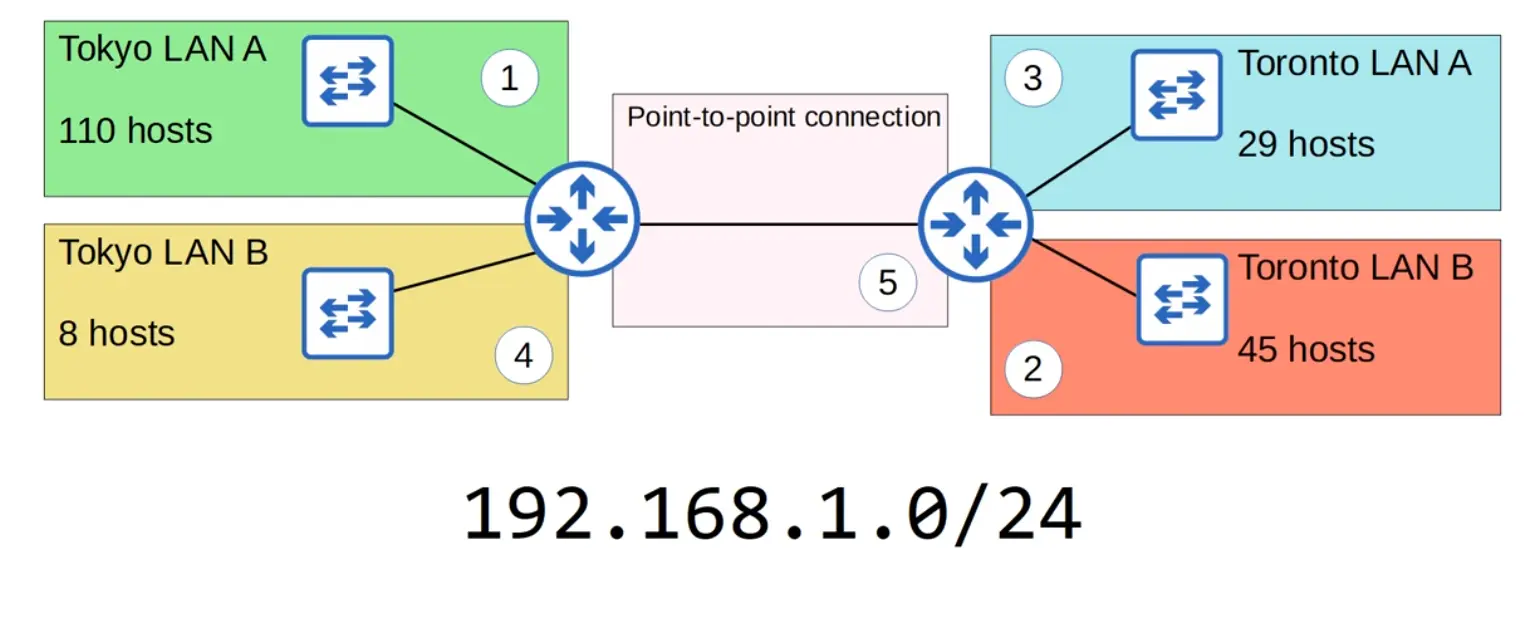 Tokyo LAN A
110 hosts
1
Tokyo LAN B
8 hosts
4
Point-to-point connection
5
3
Toronto LAN A
29 hosts
Toronto LAN B
45 hosts
2
192.168.1.0/24